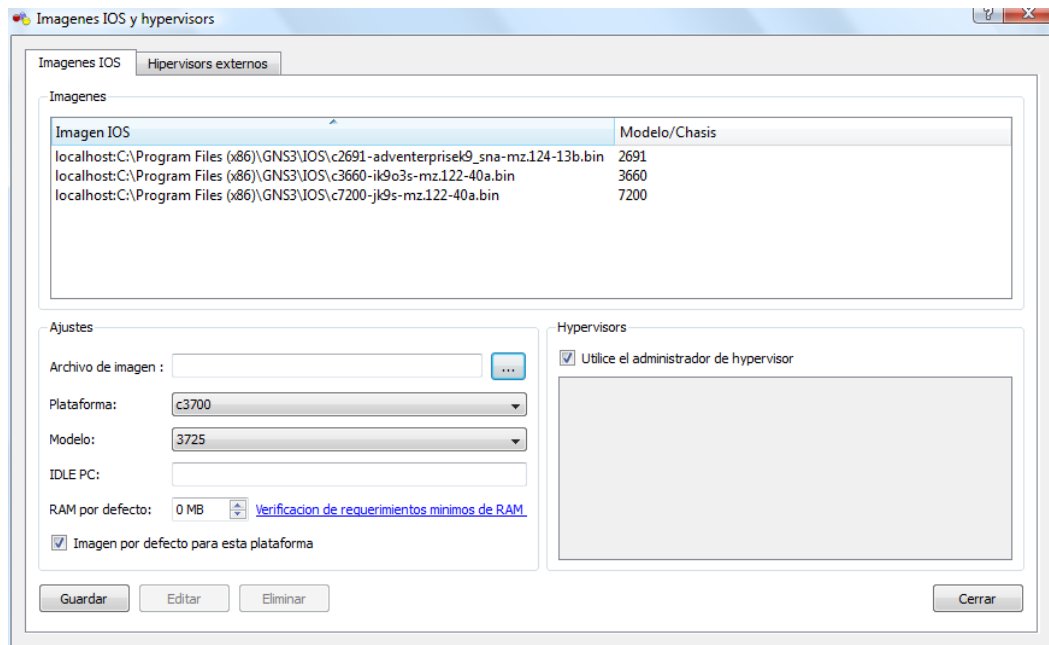 Imagenes IOS y hypervisors
Imagenes IOS
Hipervisors externos
Imagenes
Imagen IOS
Modelo/Chasis
localhost:C:\Program Files (x86)\GNS3\IOS\c2691-adventerprisek9_sna-mz.124-13b.bin 2691
localhost:C:\Program Files (x86)\GNS3\IOS\c3660-ik9o3s-mz.122-40a.bin 3660
localhost:C:\Program Files (x86)\GNS3\IOS\c7200-jk9s-mz.122-40a.bin 7200
Ajustes
Archivo de imagen :
...
Plataforma: c3700
Modelo: 3725
IDLE PC:
RAM por defecto: 0 MB Verificacion de requerimientos minimos de RAM
Imagen por defecto para esta plataforma
Hypervisors
Utilice el administrador de hypervisor
Guardar
Editar
Eliminar
Cerrar